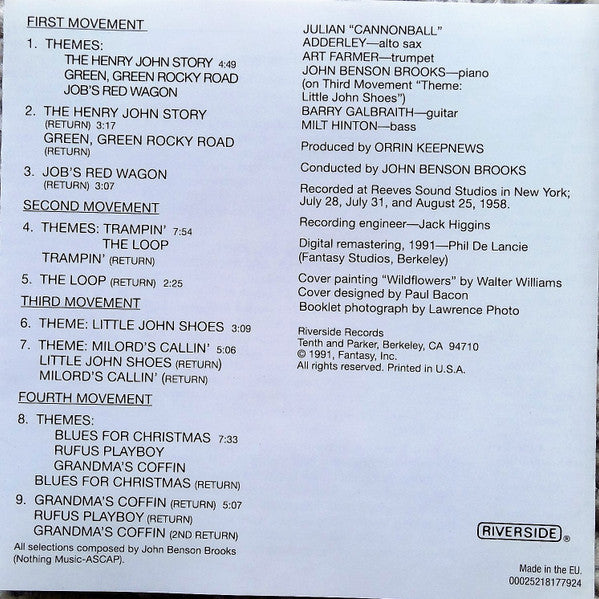 FIRST MOVEMENT
1. THEMES:
THE HENRY JOHN STORY 4:49
GREEN, GREEN ROCKY ROAD
JOB'S RED WAGON
2. THE HENRY JOHN STORY
(RETURN) 3:17
GREEN, GREEN ROCKY ROAD
(RETURN)
3. JOB'S RED WAGON
(RETURN) 3:07
SECOND MOVEMENT
4. THEMES: TRAMPIN' 7:54
THE LOOP
TRAMPIN' (RETURN)
5. THE LOOP (RETURN) 2:25
THIRD MOVEMENT
6. THEME: LITTLE JOHN SHOES 3:09
7. THEME: MILORD'S CALLIN' 5:06
LITTLE JOHN SHOES (RETURN)
MILORD'S CALLIN' (RETURN)
FOURTH MOVEMENT
8. THEMES:
BLUES FOR CHRISTMAS 7:33
RUFUS PLAYBOY
GRANDMA'S COFFIN
BLUES FOR CHRISTMAS (RETURN)
9. GRANDMA'S COFFIN (RETURN) 5:07
RUFUS PLAYBOY (RETURN)
GRANDMA'S COFFIN (2ND RETURN)
All selections composed by John Benson Brooks
(Nothing Music-ASCAP).
JULIAN "CANNONBALL"
ADDERLEY—alto sax
ART FARMER—trumpet
JOHN BENSON BROOKS—piano
(on Third Movement "Theme:
Little John Shoes")
BARRY GALBRAITH—guitar
MILT HINTON—bass
Produced by ORRIN KEEPNEWS
Conducted by JOHN BENSON BROOKS
Recorded at Reeves Sound Studios in New York;
July 28, July 31, and August 25, 1958.
Recording engineer—Jack Higgins
Digital remastering, 1991—Phil De Lancie
(Fantasy Studios, Berkeley)
Cover painting "Wildflowers" by Walter Williams
Cover designed by Paul Bacon
Booklet photograph by Lawrence Photo
Riverside Records
Tenth and Parker, Berkeley, CA 94710
© 1991, Fantasy, Inc.
All rights reserved. Printed in U.S.A.
RIVERSIDE®
Made in the EU.
00025218177924